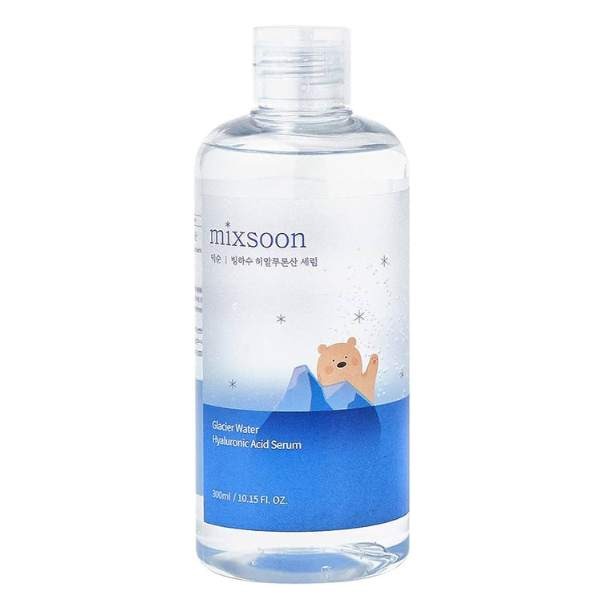 mixsoon
믹순 | 빙하수 히알루론산 세럼
Glacier Water
Hyaluronic Acid Serum
300ml / 10.15 Fl. OZ.